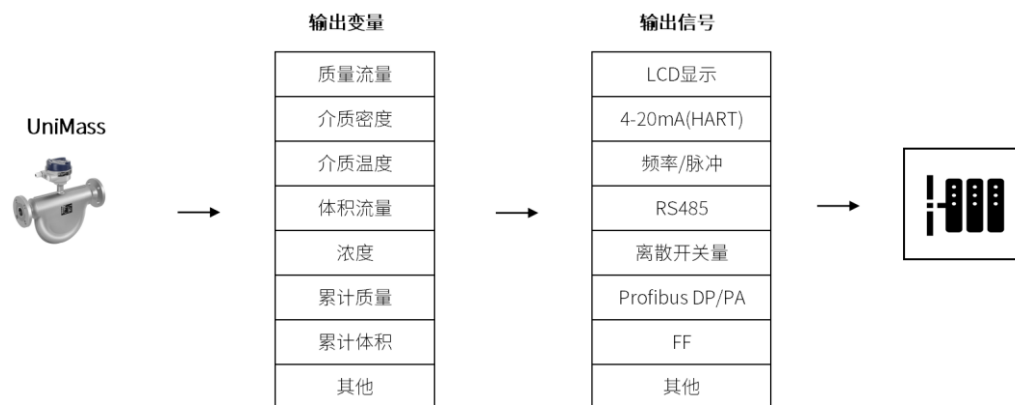 输出变量
输出信号
UniMass
质量流量
介质密度
介质温度
体积流量
浓度
累计质量
累计体积
其他
LCD显示
4-20mA(HART)
频率/脉冲
RS485
离散开关量
Profibus DP/PA
FF
其他